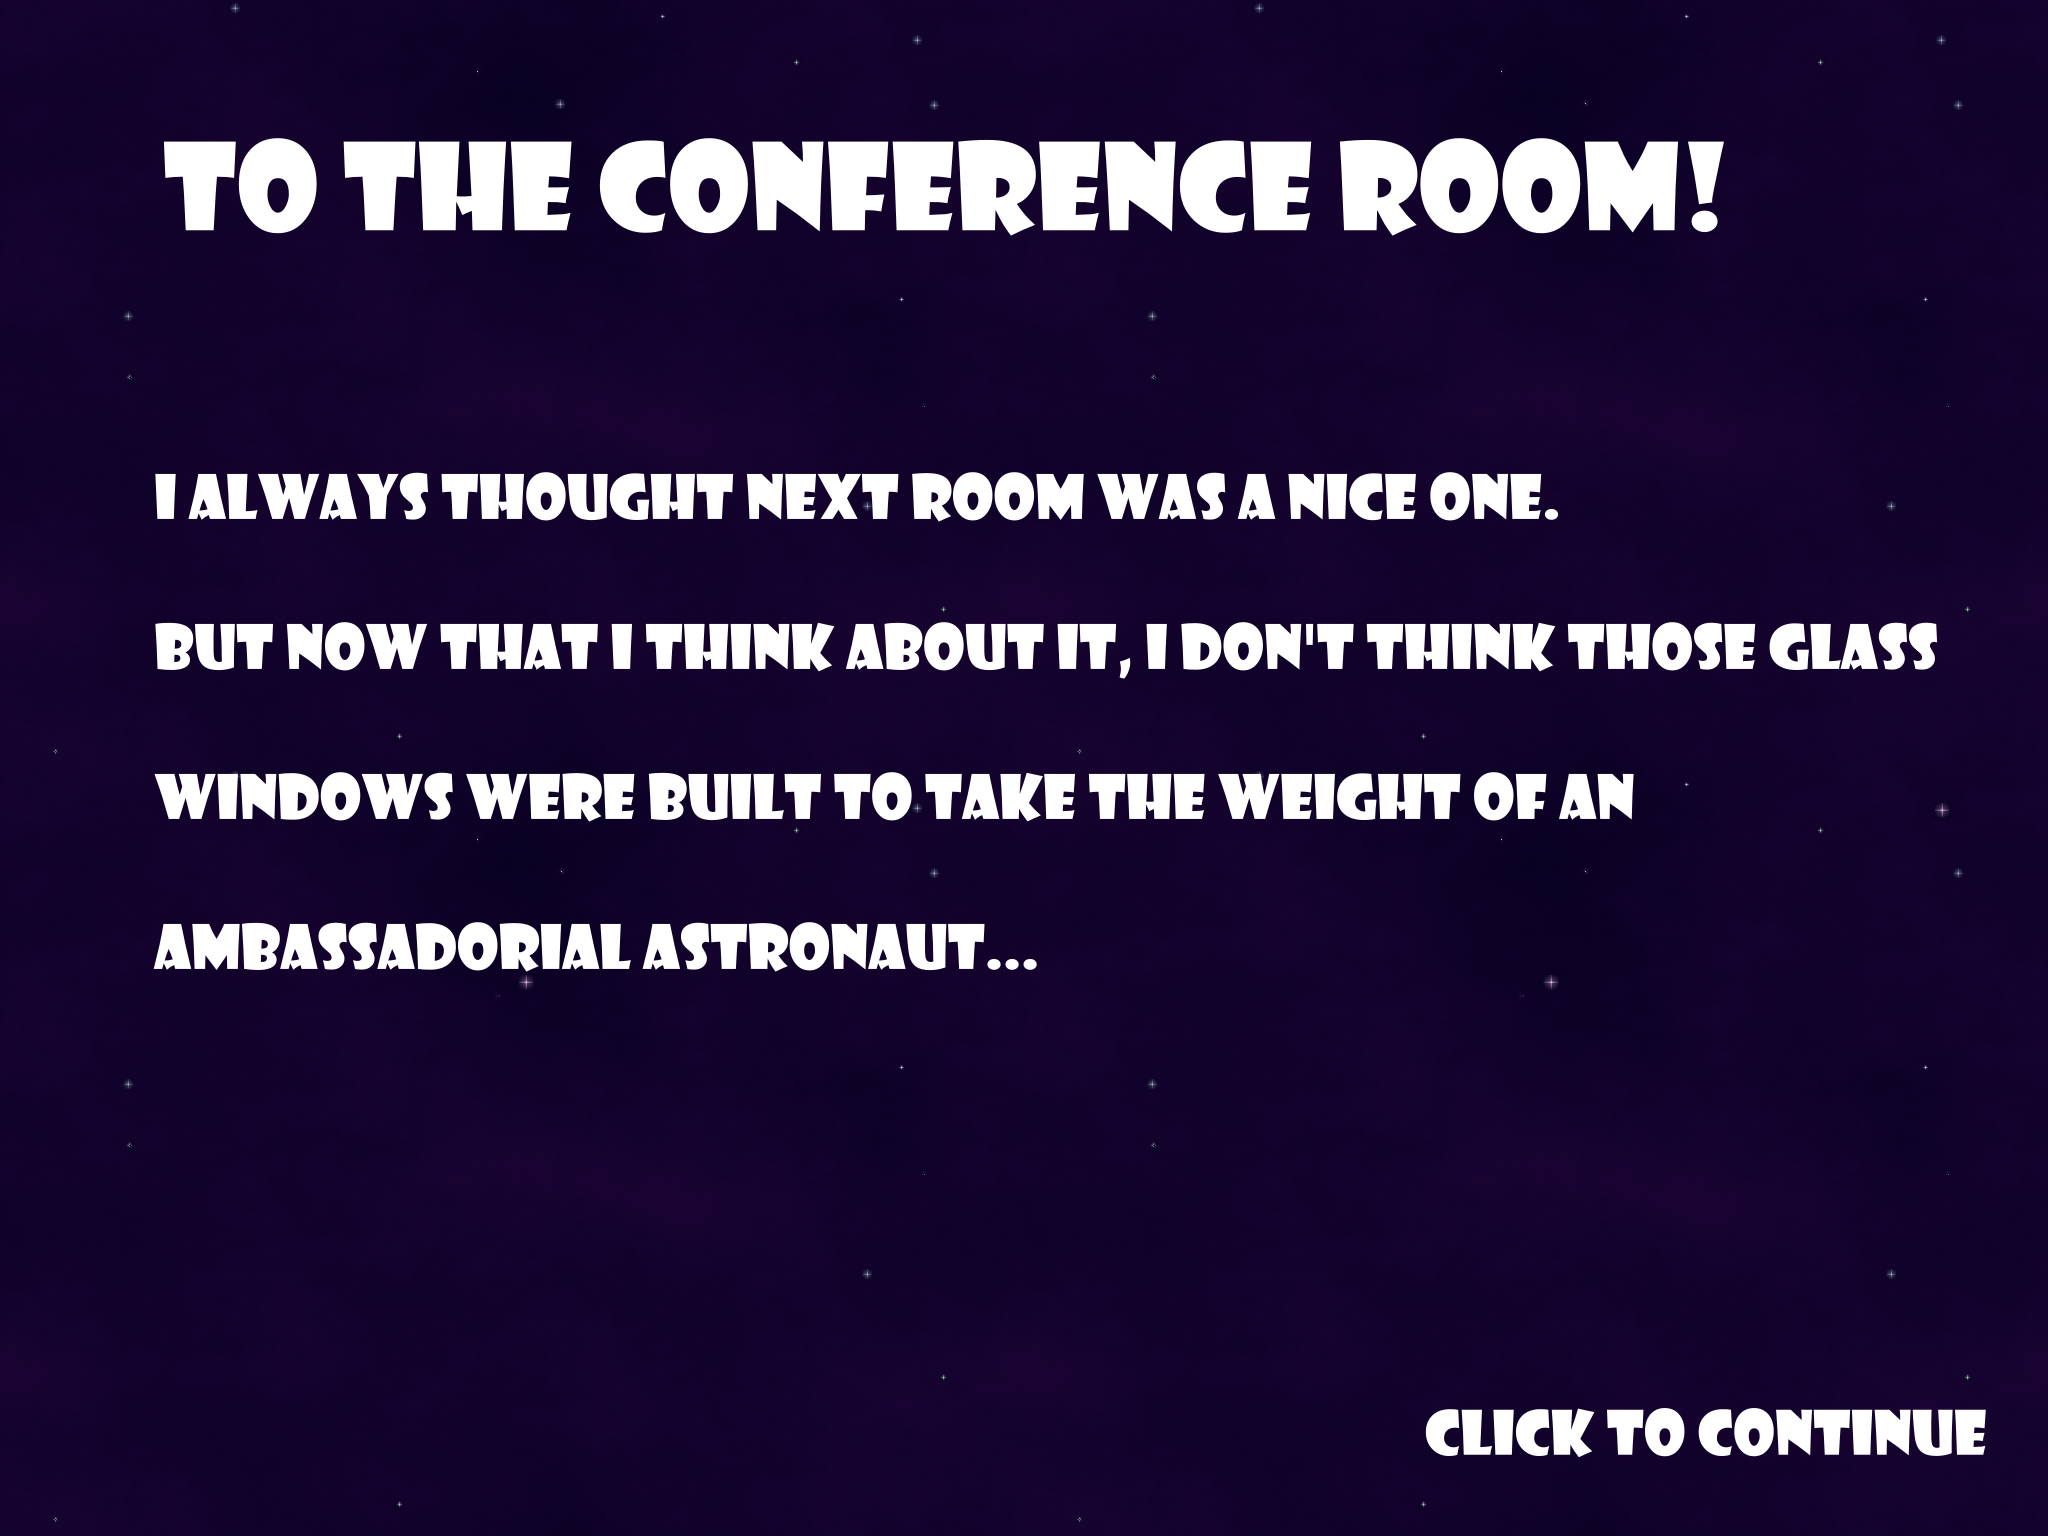 TO THE CONFERENCE ROOM!
I ALWAYS THOUGHT NEXT ROOM WAS A NICE ONE.
BUT NOW THAT I THINK ABOUT IT, I DON'T THINK THOSE GLASS
WINDOWS WERE BUILT TO TAKE THE WEIGHT OF AN
AMBASSADORIAL ASTRONAUT...
CLICK TO CONTINUE